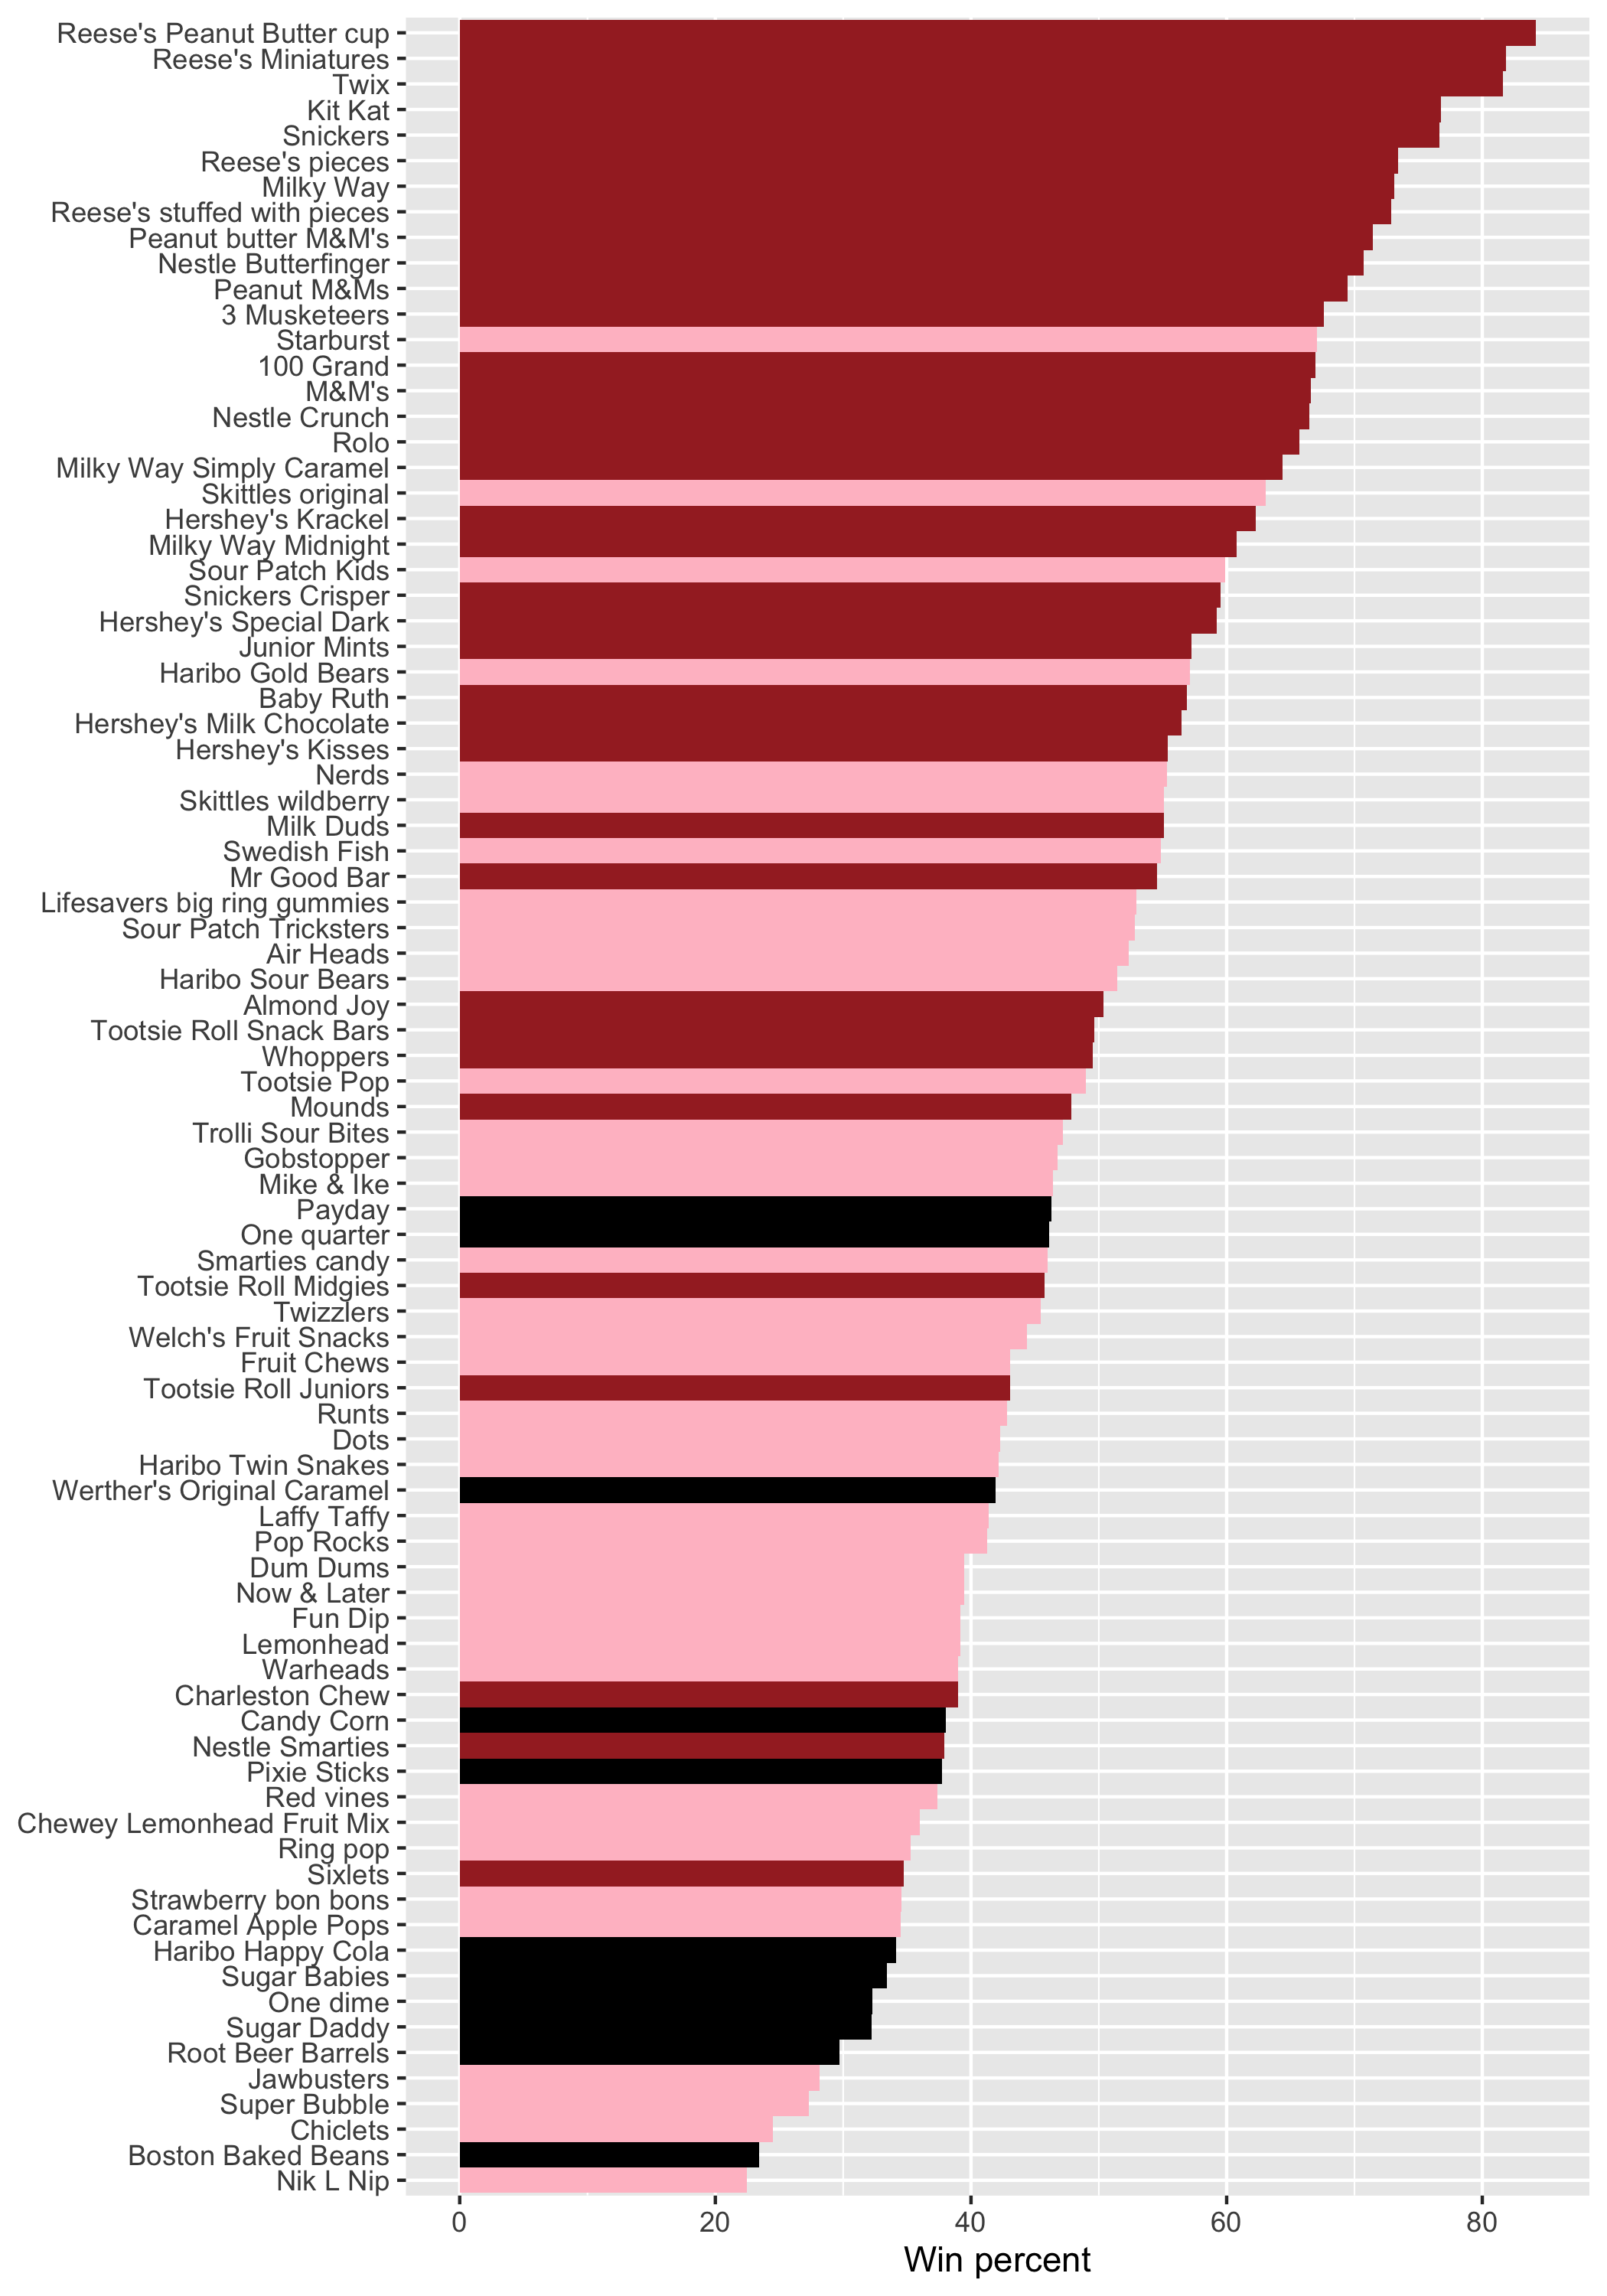 Reese's Peanut Butter cup
Reese's Miniatures
Twix
Kit Kat
Snickers
Reese's pieces
Milky Way
Reese's stuffed with pieces
Peanut butter M&M's
Nestle Butterfinger
Peanut M&Ms
3 Musketeers
Starburst
100 Grand
M&M's
Nestle Crunch
Rolo
Milky Way Simply Caramel
Skittles original
Hershey's Krackel
Milky Way Midnight
Sour Patch Kids
Snickers Crisper
Hershey's Special Dark
Junior Mints
Haribo Gold Bears
Baby Ruth
Hershey's Milk Chocolate
Hershey's Kisses
Nerds
Skittles wildberry
Milk Duds
Swedish Fish
Mr Good Bar
Lifesavers big ring gummies
Sour Patch Tricksters
Air Heads
Haribo Sour Bears
Almond Joy
Tootsie Roll Snack Bars
Whoppers
Tootsie Pop
Mounds
Trolli Sour Bites
Gobstopper
Mike & Ike
Payday
One quarter
Smarties candy
Tootsie Roll Midgies
Twizzlers
Welch's Fruit Snacks
Fruit Chews
Tootsie Roll Juniors
Runts
Dots
Haribo Twin Snakes
Werther's Original Caramel
Laffy Taffy
Pop Rocks
Dum Dums
Now & Later
Fun Dip
Lemonhead
Warheads
Charleston Chew
Candy Corn
Nestle Smarties
Pixie Sticks
Red vines
Chewey Lemonhead Fruit Mix
Ring pop
Sixlets
Strawberry bon bons
Caramel Apple Pops
Haribo Happy Cola
Sugar Babies
One dime
Sugar Daddy
Root Beer Barrels
Jawbusters
Super Bubble
Chiclets
Boston Baked Beans
Nik L Nip
0 20 40 60 80
Win percent